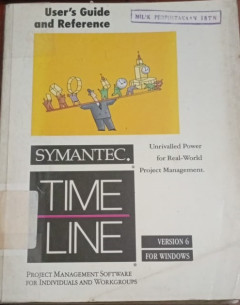 User's Guide
and Reference
MILIK PERPUSTAKAAN IKTN
SYMANTEC.
Unrivalled Power
for Real-World
Project Management.
TIME
LINE
VERSION 6
FOR WINDOWS
PROJECT MANAGEMENT SOFTWARE
FOR INDIVIDUALS AND WORKGROUPS